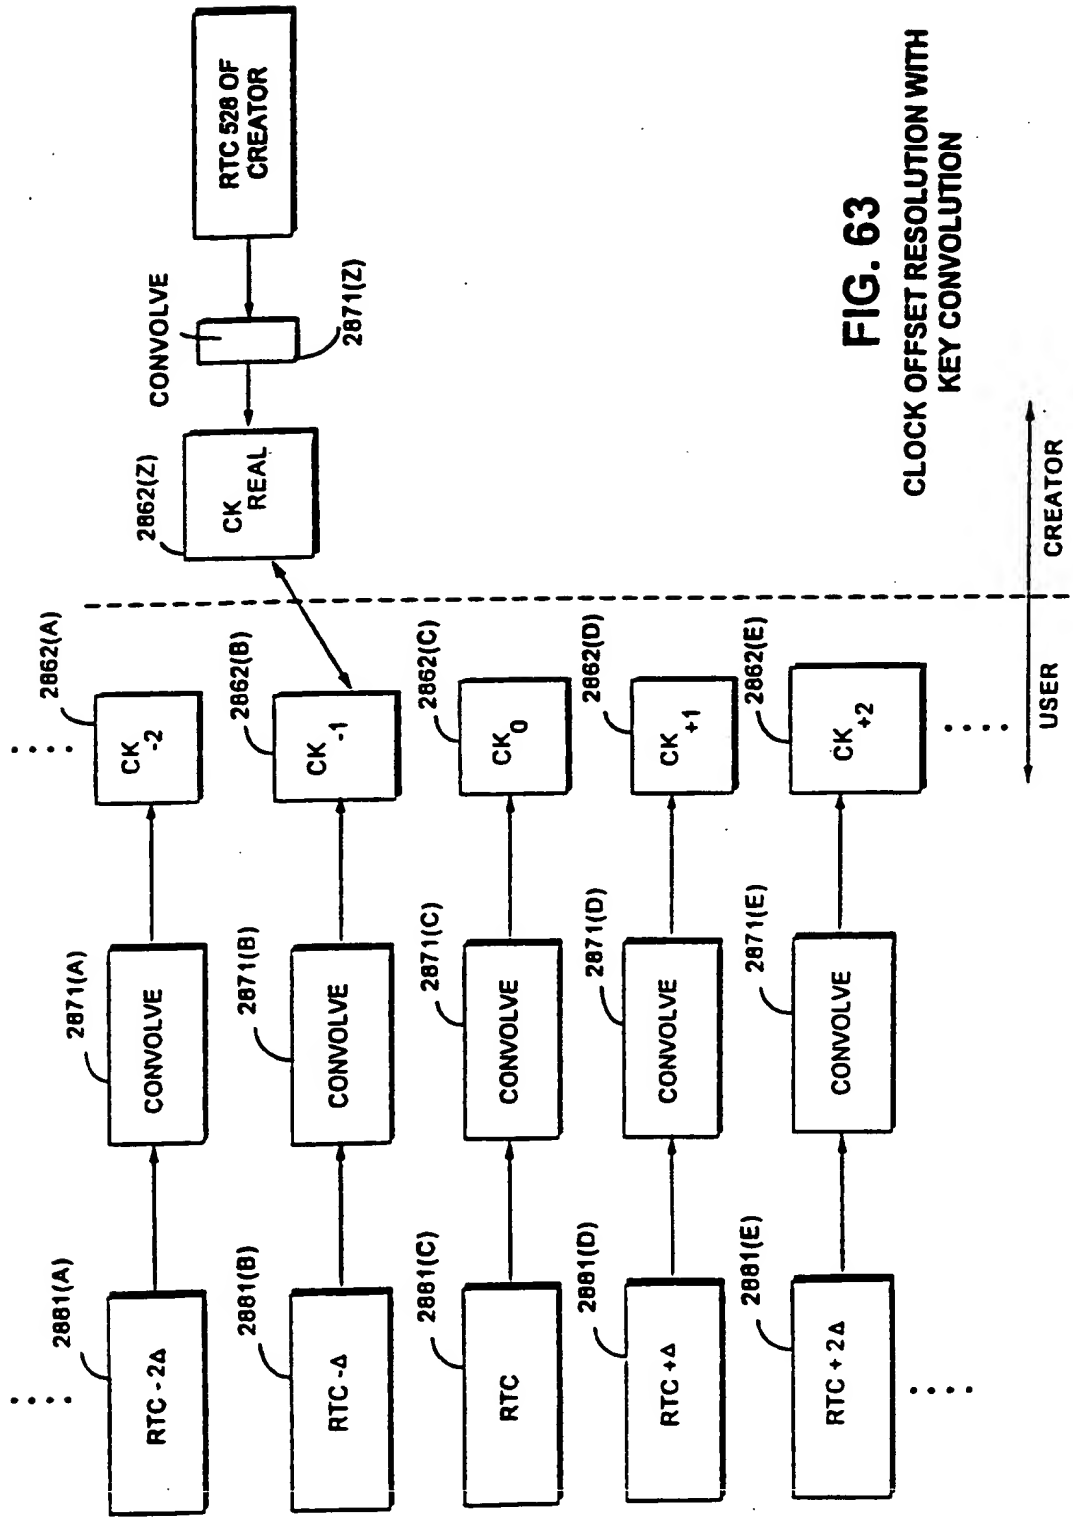 2881(A)
RTC - 2Δ
2871(A)
CONVOLVE
2862(A)
CK -2
2881(B)
RTC -Δ
2871(B)
CONVOLVE
2862(B)
CK -1
2881(C)
RTC
2871(C)
CONVOLVE
2862(C)
CK 0
2881(D)
RTC +Δ
2871(D)
CONVOLVE
2862(D)
CK +1
2881(E)
RTC + 2Δ
2871(E)
CONVOLVE
2862(E)
CK +2
2862(Z)
CK REAL
CONVOLVE
2871(Z)
RTC 528 OF
CREATOR
USER
CREATOR
FIG. 63
CLOCK OFFSET RESOLUTION WITH
KEY CONVOLUTION